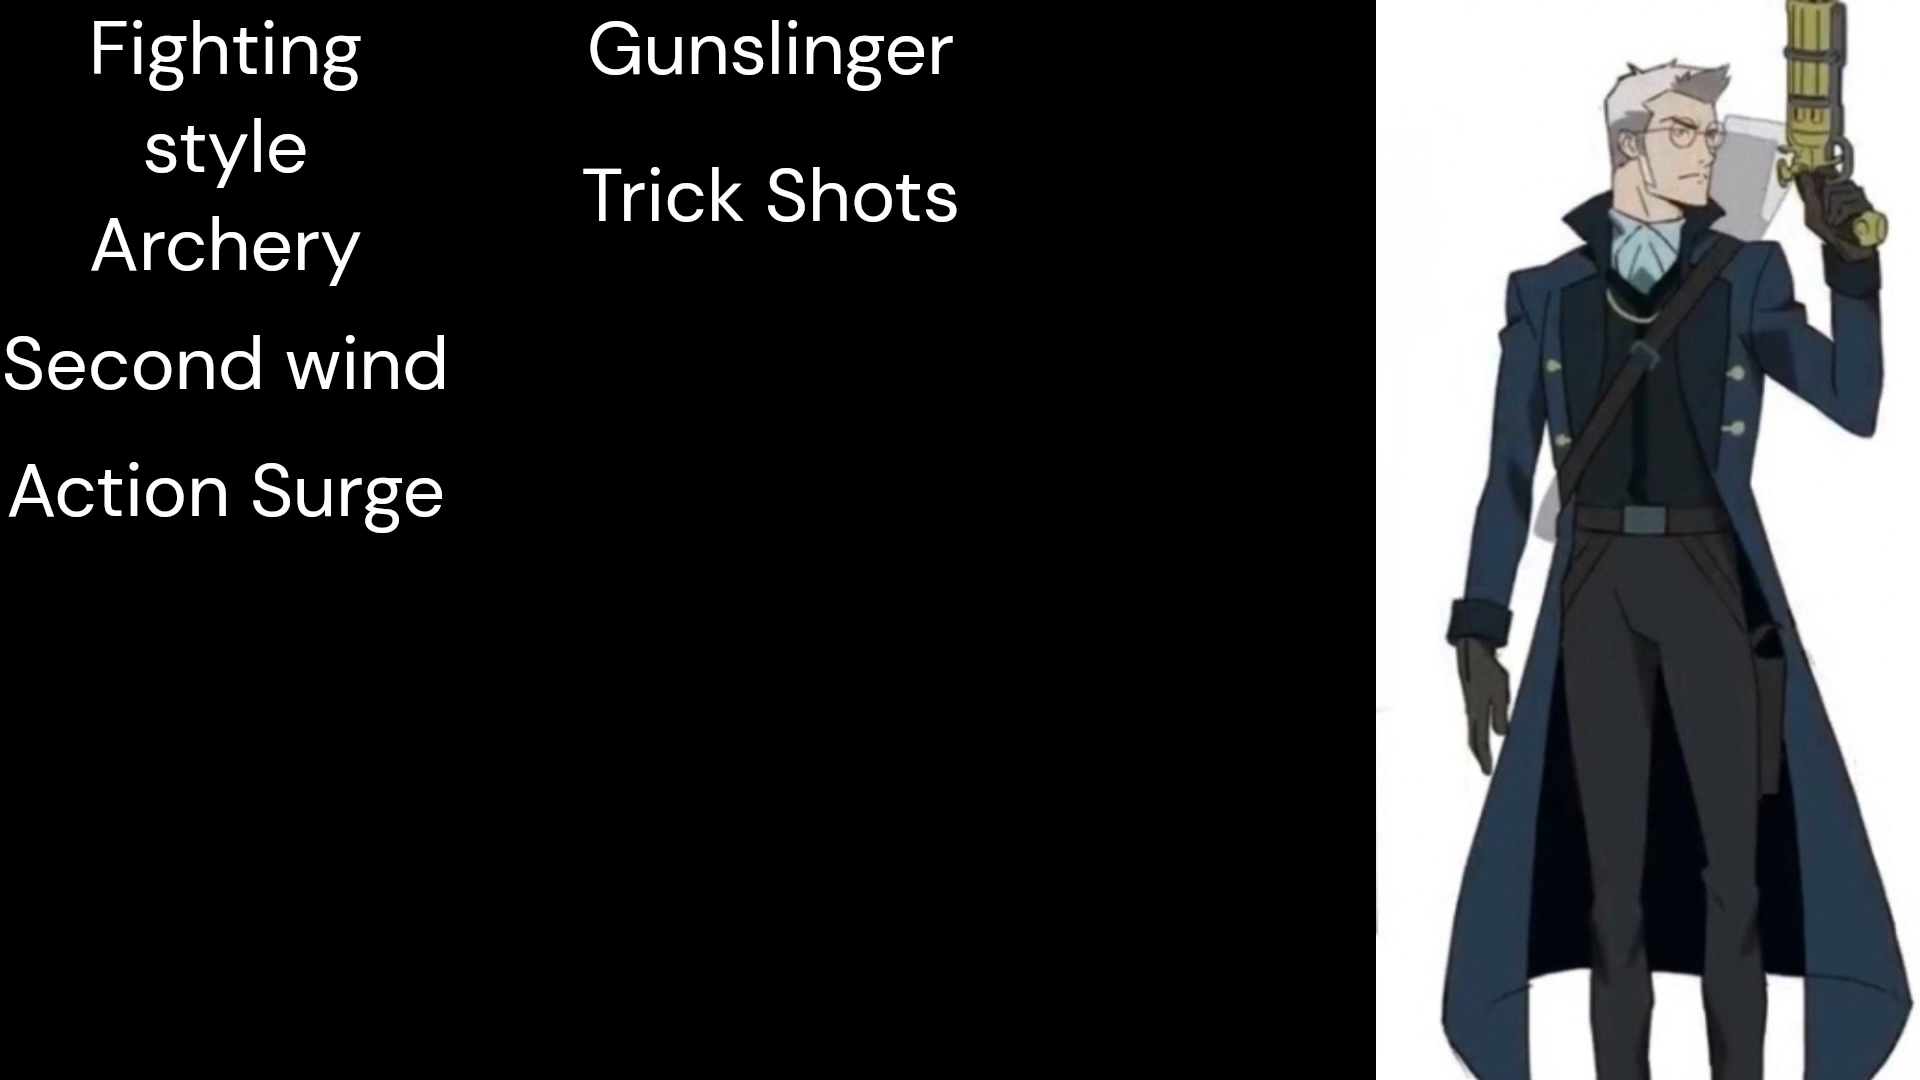 Fighting
style
Archery
Second wind
Action Surge
Gunslinger
Trick Shots